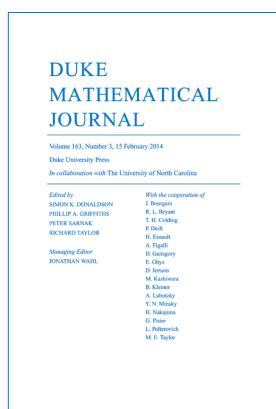 DUKE
MATHEMATICAL
JOURNAL
Volume 163, Number 3, 15 February 2014
Duke University Press
In collaboration with The University of North Carolina
Edited by
SIMON K. DONALDSON
PHILLIP A. GRIFFITHS
PETER SARNAK
RICHARD TAYLOR
Managing Editor
JONATHAN WAHL
With the cooperation of
J. Bourgain
R. L. Bryant
T. H. Colding
P. Deift
H. Esnault
A. Figalli
D. Gaitsgory
E. Ghys
D. Jerison
M. Kashiwara
B. Kleiner
A. Lubotzky
Y. N. Minsky
H. Nakajima
G. Pisier
L. Polterovich
M. E. Taylor